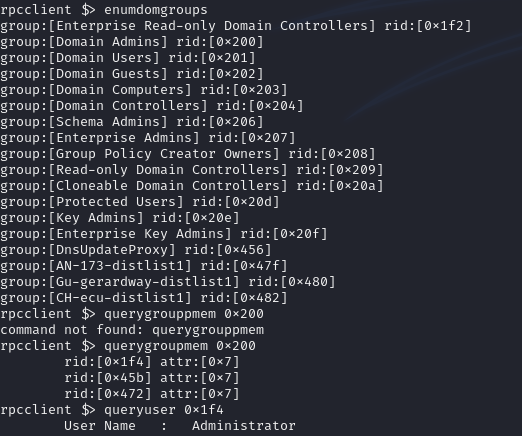 rpcclient $> enumdomgroups
group:[Enterprise Read-only Domain Controllers] rid:[0×1f2]
group:[Domain Admins] rid:[0×200]
group:[Domain Users] rid:[0×201]
group:[Domain Guests] rid:[0×202]
group:[Domain Computers] rid:[0×203]
group:[Domain Controllers] rid:[0×204]
group:[Schema Admins] rid:[0×206]
group:[Enterprise Admins] rid:[0×207]
group:[Group Policy Creator Owners] rid:[0×208]
group:[Read-only Domain Controllers] rid:[0×209]
group:[Cloneable Domain Controllers] rid:[0×20a]
group:[Protected Users] rid:[0×20d]
group:[Key Admins] rid:[0×20e]
group:[Enterprise Key Admins] rid:[0×20f]
group:[DnsUpdateProxy] rid:[0×456]
group:[AN-173-distlist1] rid:[0×47f]
group:[Gu-gerardway-distlist1] rid:[0×480]
group:[CH-ecu-distlist1] rid:[0×482]
rpcclient $> querygrouppmem 0×200
command not found: querygrouppmem
rpcclient $> querygroupmem 0×200
rid:[0×1f4] attr:[0×7]
rid:[0×45b] attr:[0×7]
rid:[0×472] attr:[0×7]
rpcclient $> queryuser 0×1f4
User Name : Administrator